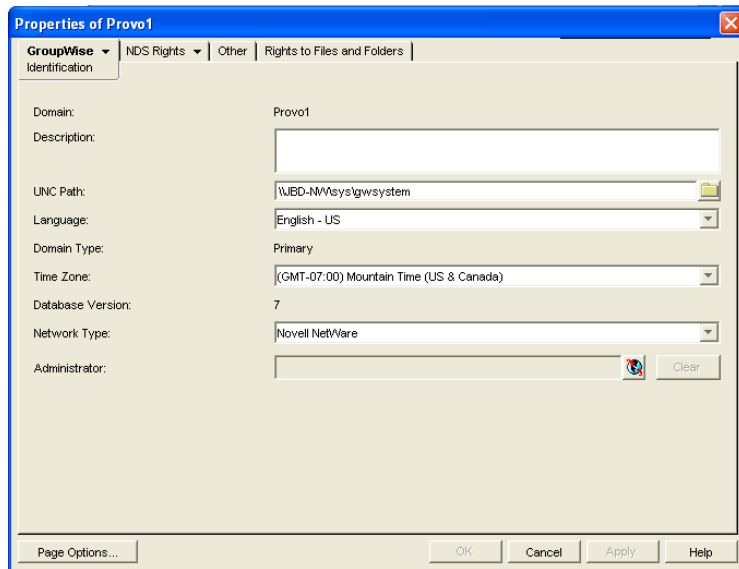 Properties of Provo1
GroupWise NDS Rights Other Rights to Files and Folders
Identification
Domain: Provo1
Description:
UNC Path: \\JBD-NW\sys\gwsystem
Language: English - US
Domain Type: Primary
Time Zone: (GMT-07:00) Mountain Time (US & Canada)
Database Version: 7
Network Type: Novell NetWare
Administrator: Clear
Page Options... OK Cancel Apply Help